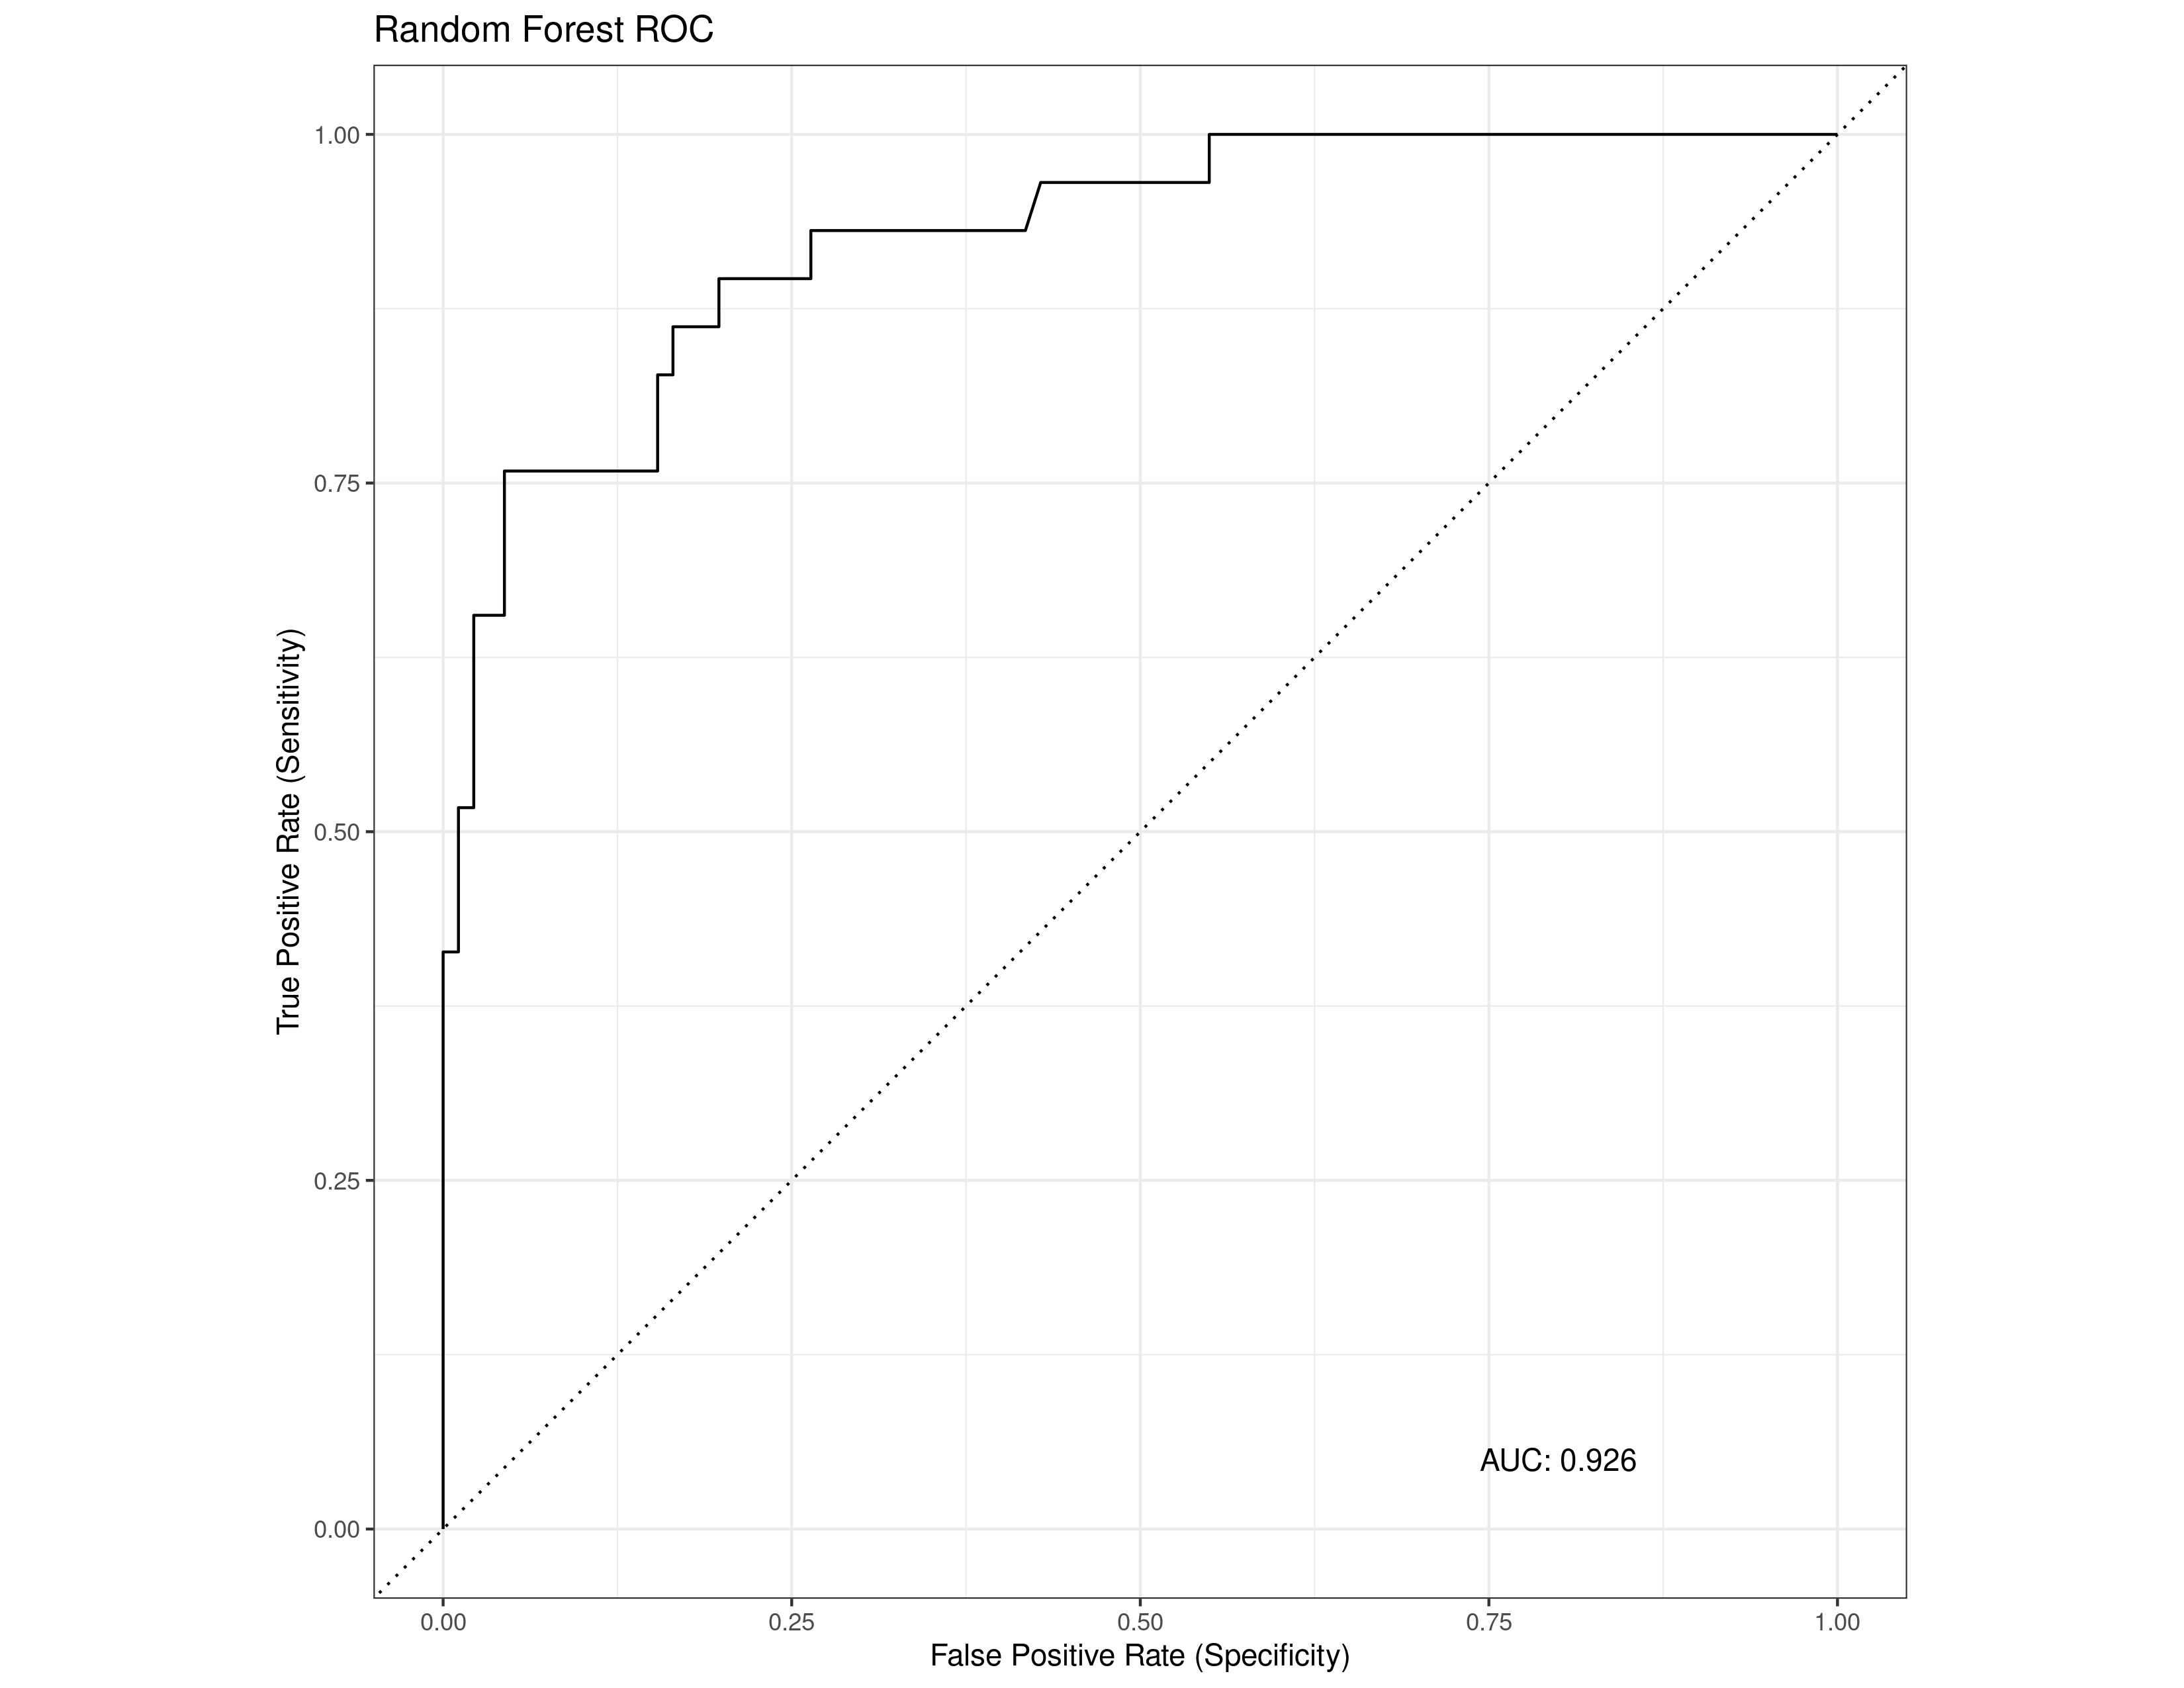 Random Forest ROC
True Positive Rate (Sensitivity)
1.00
0.75
0.50
0.25
0.00
AUC: 0.926
0.00 0.25 0.50 0.75 1.00
False Positive Rate (Specificity)